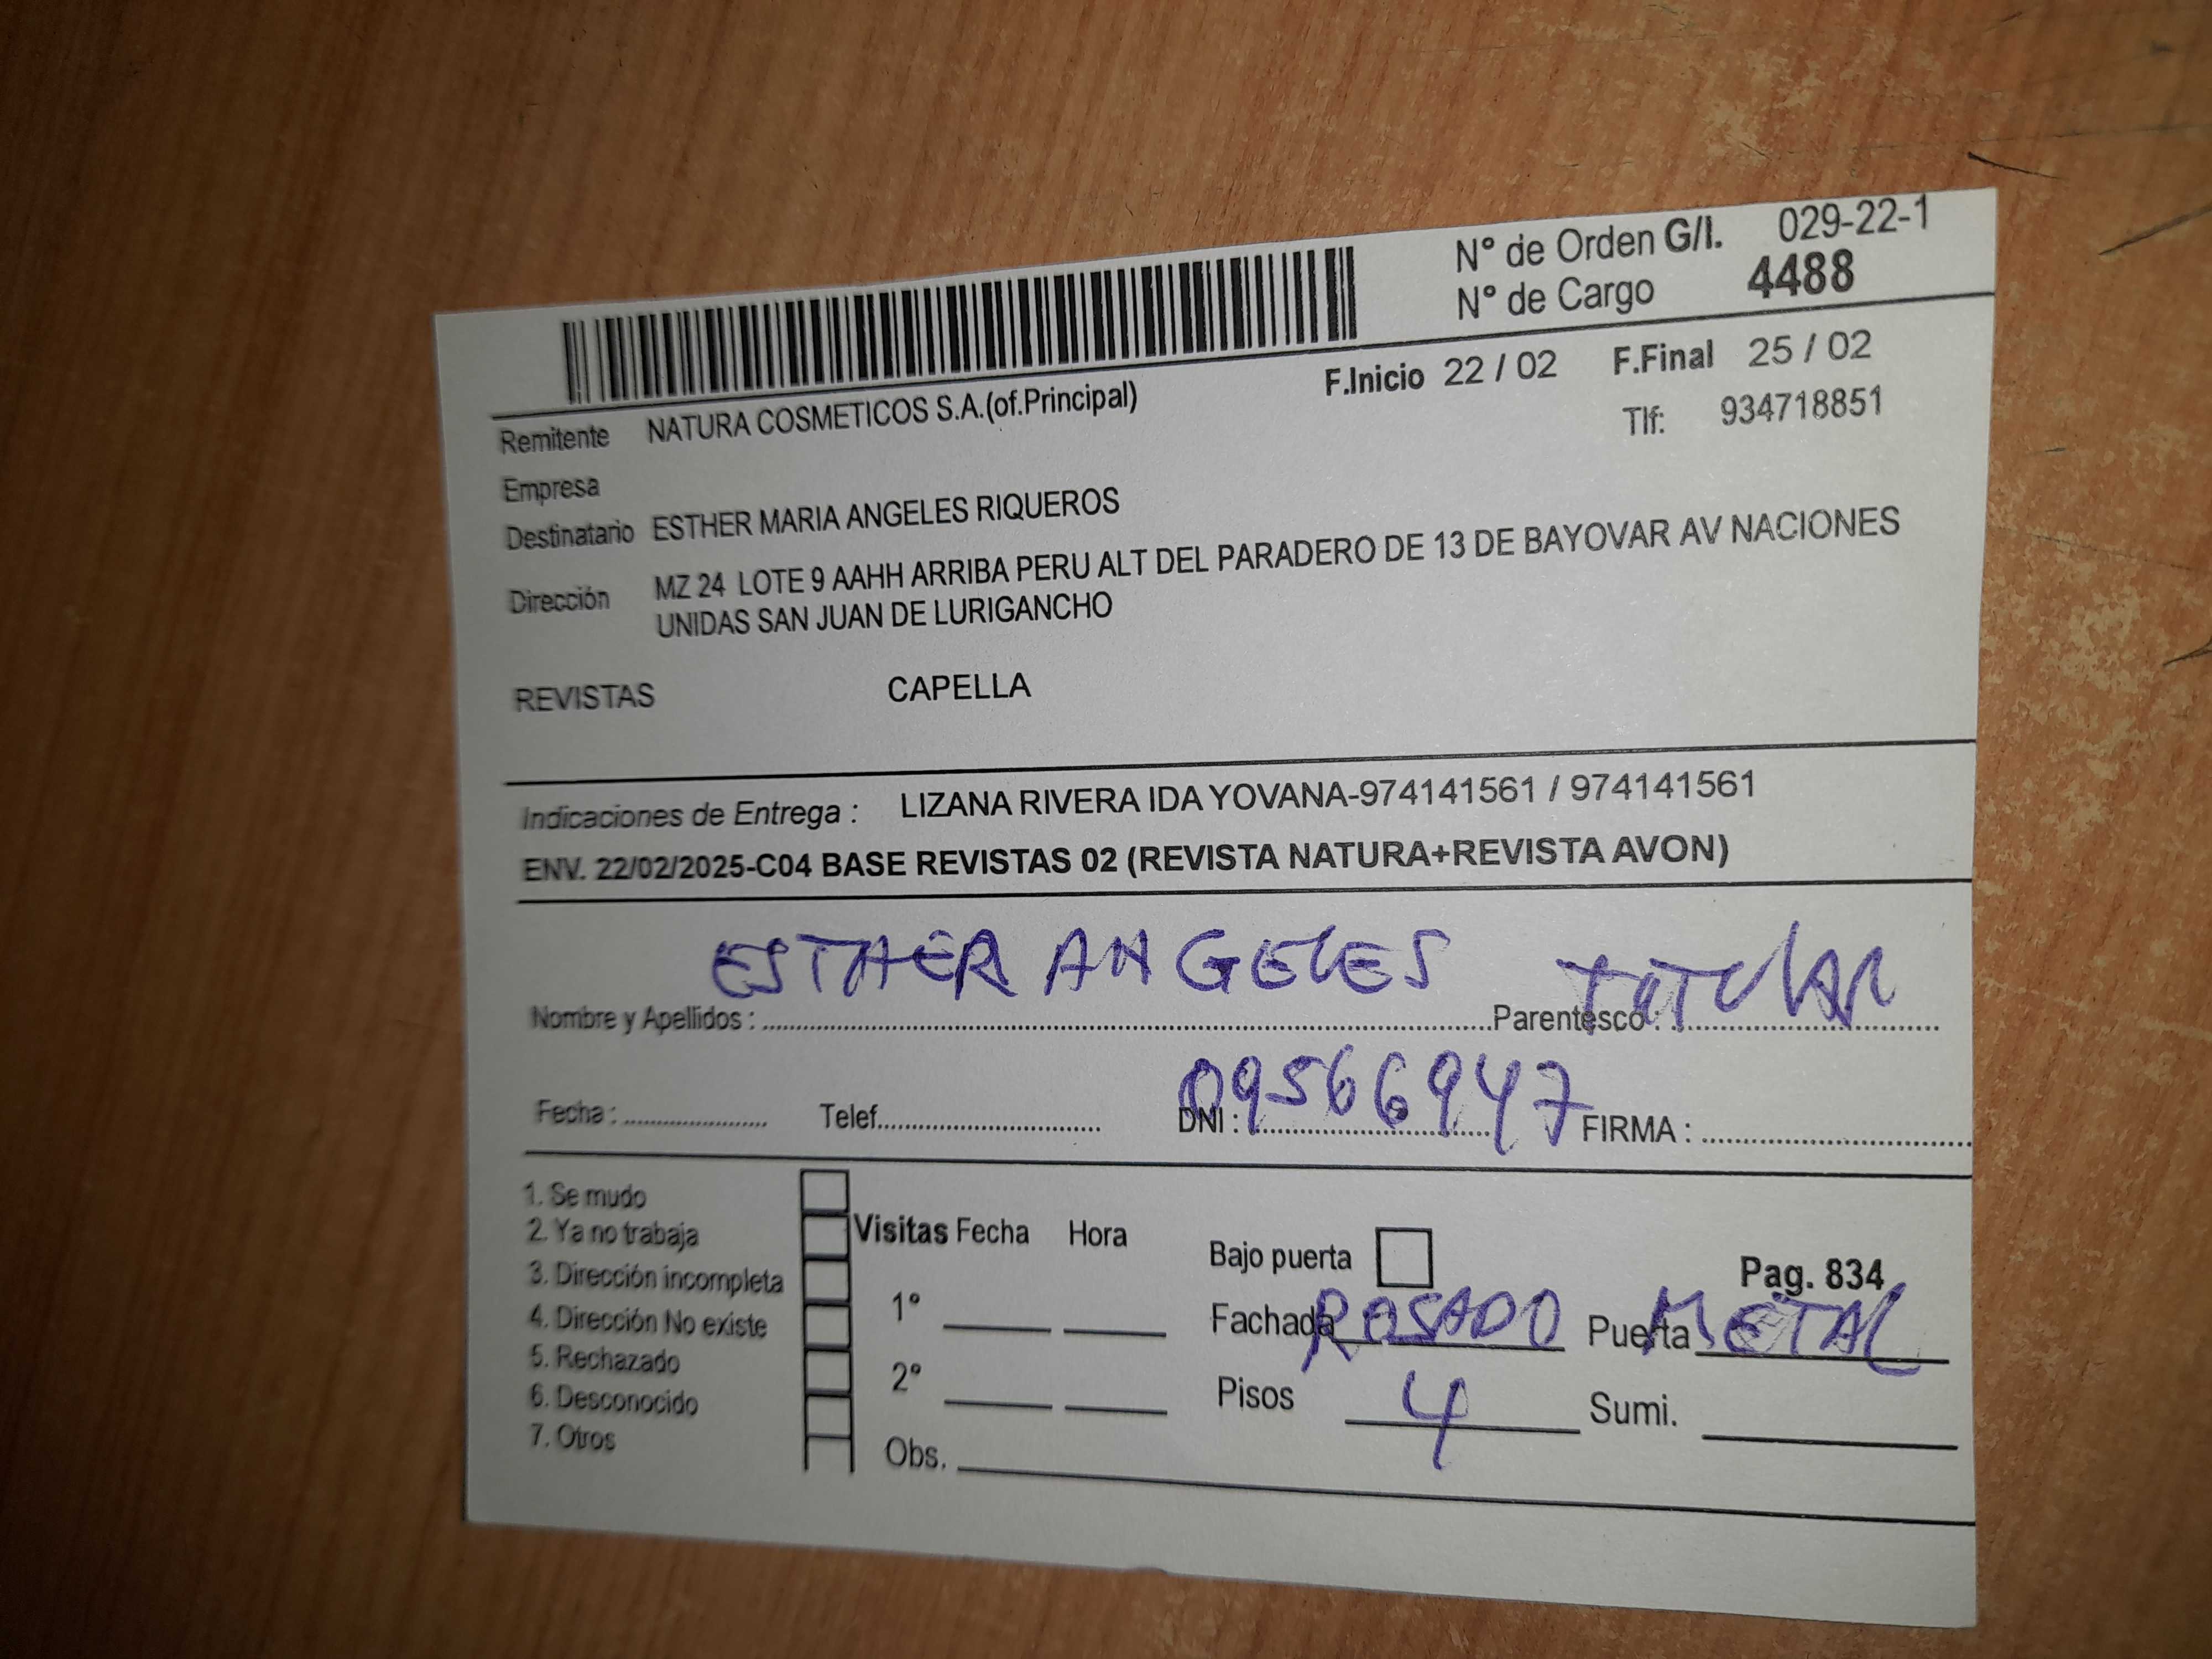 N° de Orden G/I. 029-22-1
N° de Cargo 4488
F.Inicio 22 / 02 F.Final 25 / 02
Remitente NATURA COSMETICOS S.A.(of.Principal)
Tlf: 934718851
Empresa
Destinatario ESTHER MARIA ANGELES RIQUEROS
Dirección MZ 24 LOTE 9 AAHH ARRIBA PERU ALT DEL PARADERO DE 13 DE BAYOVAR AV NACIONES
UNIDAS SAN JUAN DE LURIGANCHO
REVISTAS CAPELLA
Indicaciones de Entrega : LIZANA RIVERA IDA YOVANA-974141561 / 974141561
ENV. 22/02/2025-C04 BASE REVISTAS 02 (REVISTA NATURA+REVISTA AVON)
Nombre y Apellidos : ESTHER ANGELES Parentesco : TITULAR
Fecha : Telef. DNI : 09566947 FIRMA :
1. Se mudo
2. Ya no trabaja
3. Dirección incompleta
4. Dirección No existe
5. Rechazado
6. Desconocido
7. Otros
Visitas Fecha Hora
1°
2°
Obs.
Bajo puerta
Pag. 834
Fachada ROSADO Puerta METAL
Pisos 4 Sumi.